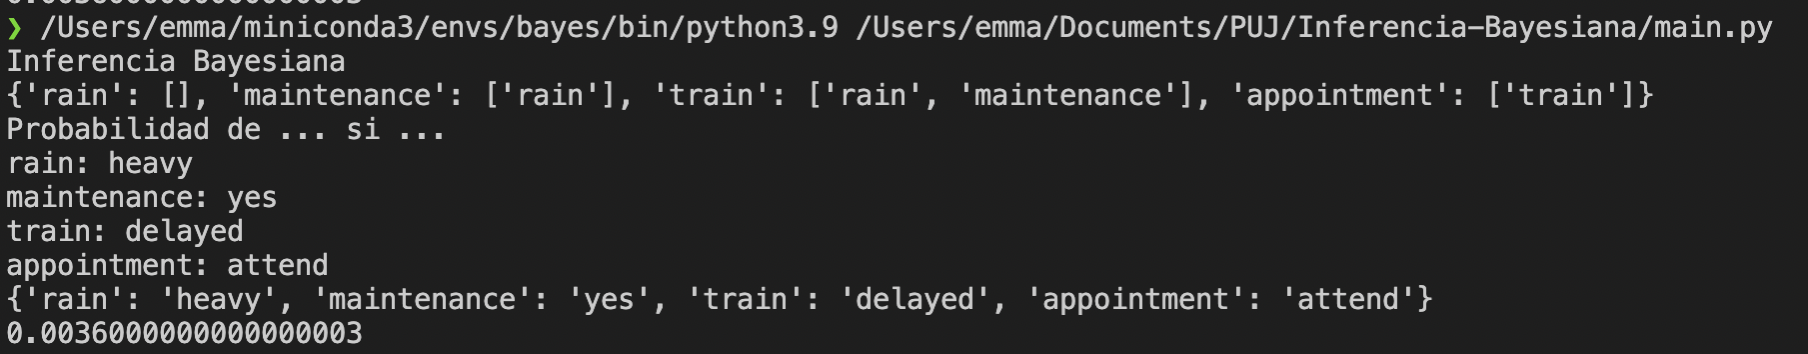 ❯ /Users/emma/miniconda3/envs/bayes/bin/python3.9 /Users/emma/Documents/PUJ/Inferencia-Bayesiana/main.py
Inferencia Bayesiana
{'rain': [], 'maintenance': ['rain'], 'train': ['rain', 'maintenance'], 'appointment': ['train']}
Probabilidad de ... si ...
rain: heavy
maintenance: yes
train: delayed
appointment: attend
{'rain': 'heavy', 'maintenance': 'yes', 'train': 'delayed', 'appointment': 'attend'}
0.0036000000000000003